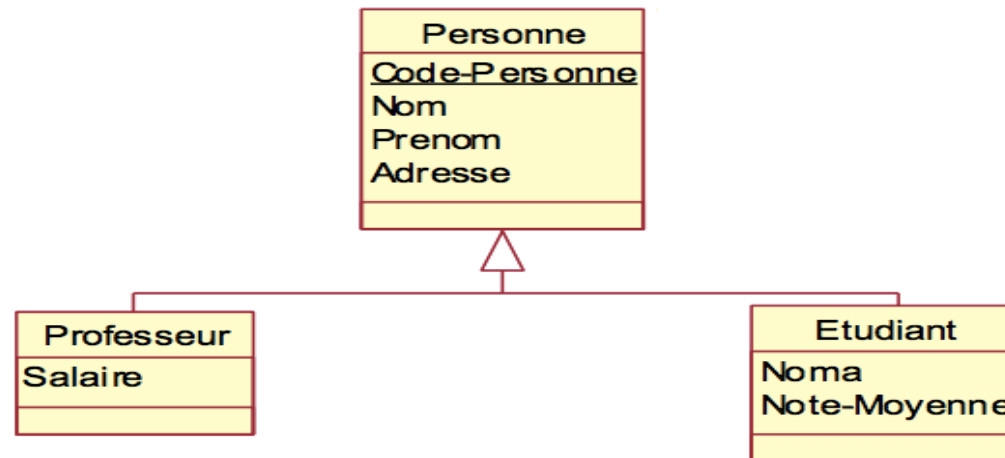 Personne
Code-Personne
Nom
Prenom
Adresse
Professeur
Salaire
Etudiant
Noma
Note-Moyenne